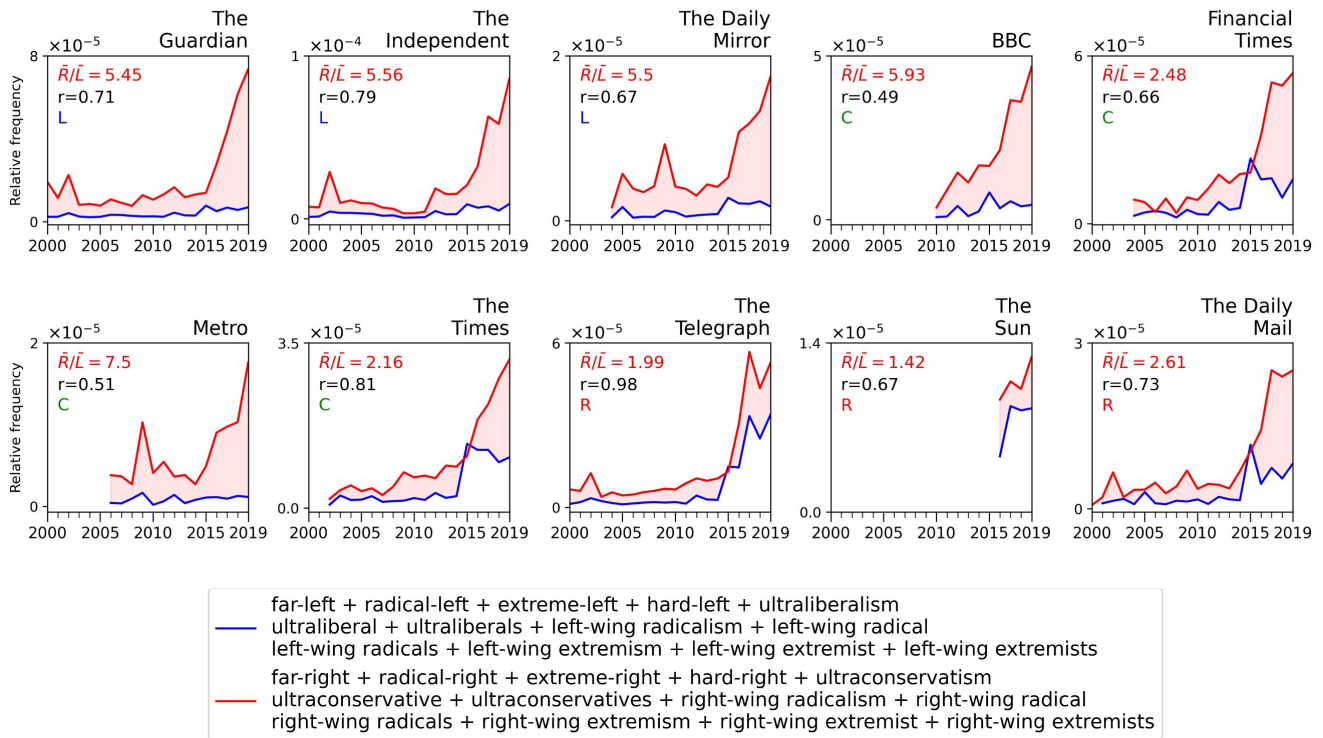 The
Guardian
×10⁻⁵
8
R̄/L̄ = 5.45
r=0.71
L
Relative frequency
0
2000 2005 2010 2015 2019
The
Independent
×10⁻⁴
1
R̄/L̄ = 5.56
r=0.79
L
0
2000 2005 2010 2015 2019
The Daily
Mirror
×10⁻⁵
2
R̄/L̄ = 5.5
r=0.67
L
0
2000 2005 2010 2015 2019
BBC
×10⁻⁵
5
R̄/L̄ = 5.93
r=0.49
C
0
2000 2005 2010 2015 2019
Financial
Times
×10⁻⁵
6
R̄/L̄ = 2.48
r=0.66
C
0
2000 2005 2010 2015 2019
Metro
×10⁻⁵
2
R̄/L̄ = 7.5
r=0.51
C
Relative frequency
0
2000 2005 2010 2015 2019
The
Times
×10⁻⁵
3.5
R̄/L̄ = 2.16
r=0.81
C
0.0
2000 2005 2010 2015 2019
The
Telegraph
×10⁻⁵
6
R̄/L̄ = 1.99
r=0.98
R
0
2000 2005 2010 2015 2019
The
Sun
×10⁻⁵
1.4
R̄/L̄ = 1.42
r=0.67
R
0.0
2000 2005 2010 2015 2019
The Daily
Mail
×10⁻⁵
3
R̄/L̄ = 2.61
r=0.73
R
0
2000 2005 2010 2015 2019
far-left + radical-left + extreme-left + hard-left + ultraliberalism
ultraliberal + ultraliberals + left-wing radicalism + left-wing radical
left-wing radicals + left-wing extremism + left-wing extremist + left-wing extremists
far-right + radical-right + extreme-right + hard-right + ultraconservatism
ultraconservative + ultraconservatives + right-wing radicalism + right-wing radical
right-wing radicals + right-wing extremism + right-wing extremist + right-wing extremists